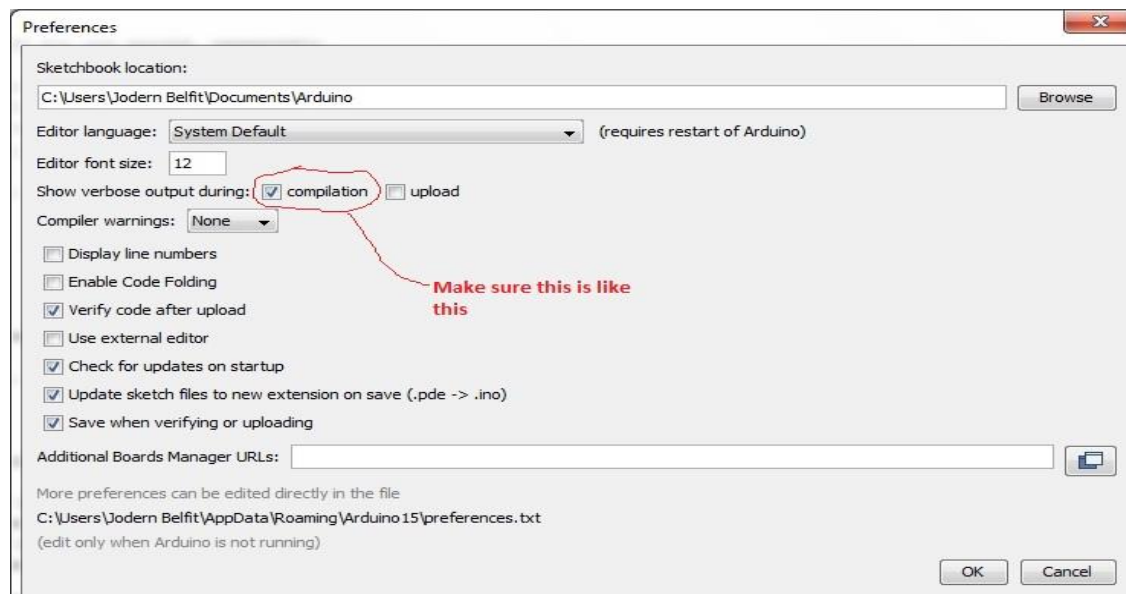 Preferences
Sketchbook location:
C:\Users\Jodern Belfit\Documents\Arduino Browse
Editor language: System Default (requires restart of Arduino)
Editor font size: 12
Show verbose output during: compilation upload
Compiler warnings: None
Display line numbers
Enable Code Folding
Make sure this is like
this
Verify code after upload
Use external editor
Check for updates on startup
Update sketch files to new extension on save (.pde -> .ino)
Save when verifying or uploading
Additional Boards Manager URLs:
More preferences can be edited directly in the file
C:\Users\Jodern Belfit\AppData\Roaming\Arduino15\preferences.txt
(edit only when Arduino is not running)
OK Cancel